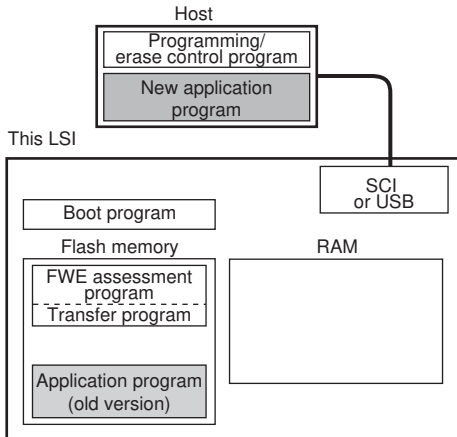 Host
Programming/
erase control program
New application
program
This LSI
SCI
or USB
Boot program
Flash memory
RAM
FWE assessment
program
Transfer program
Application program
(old version)